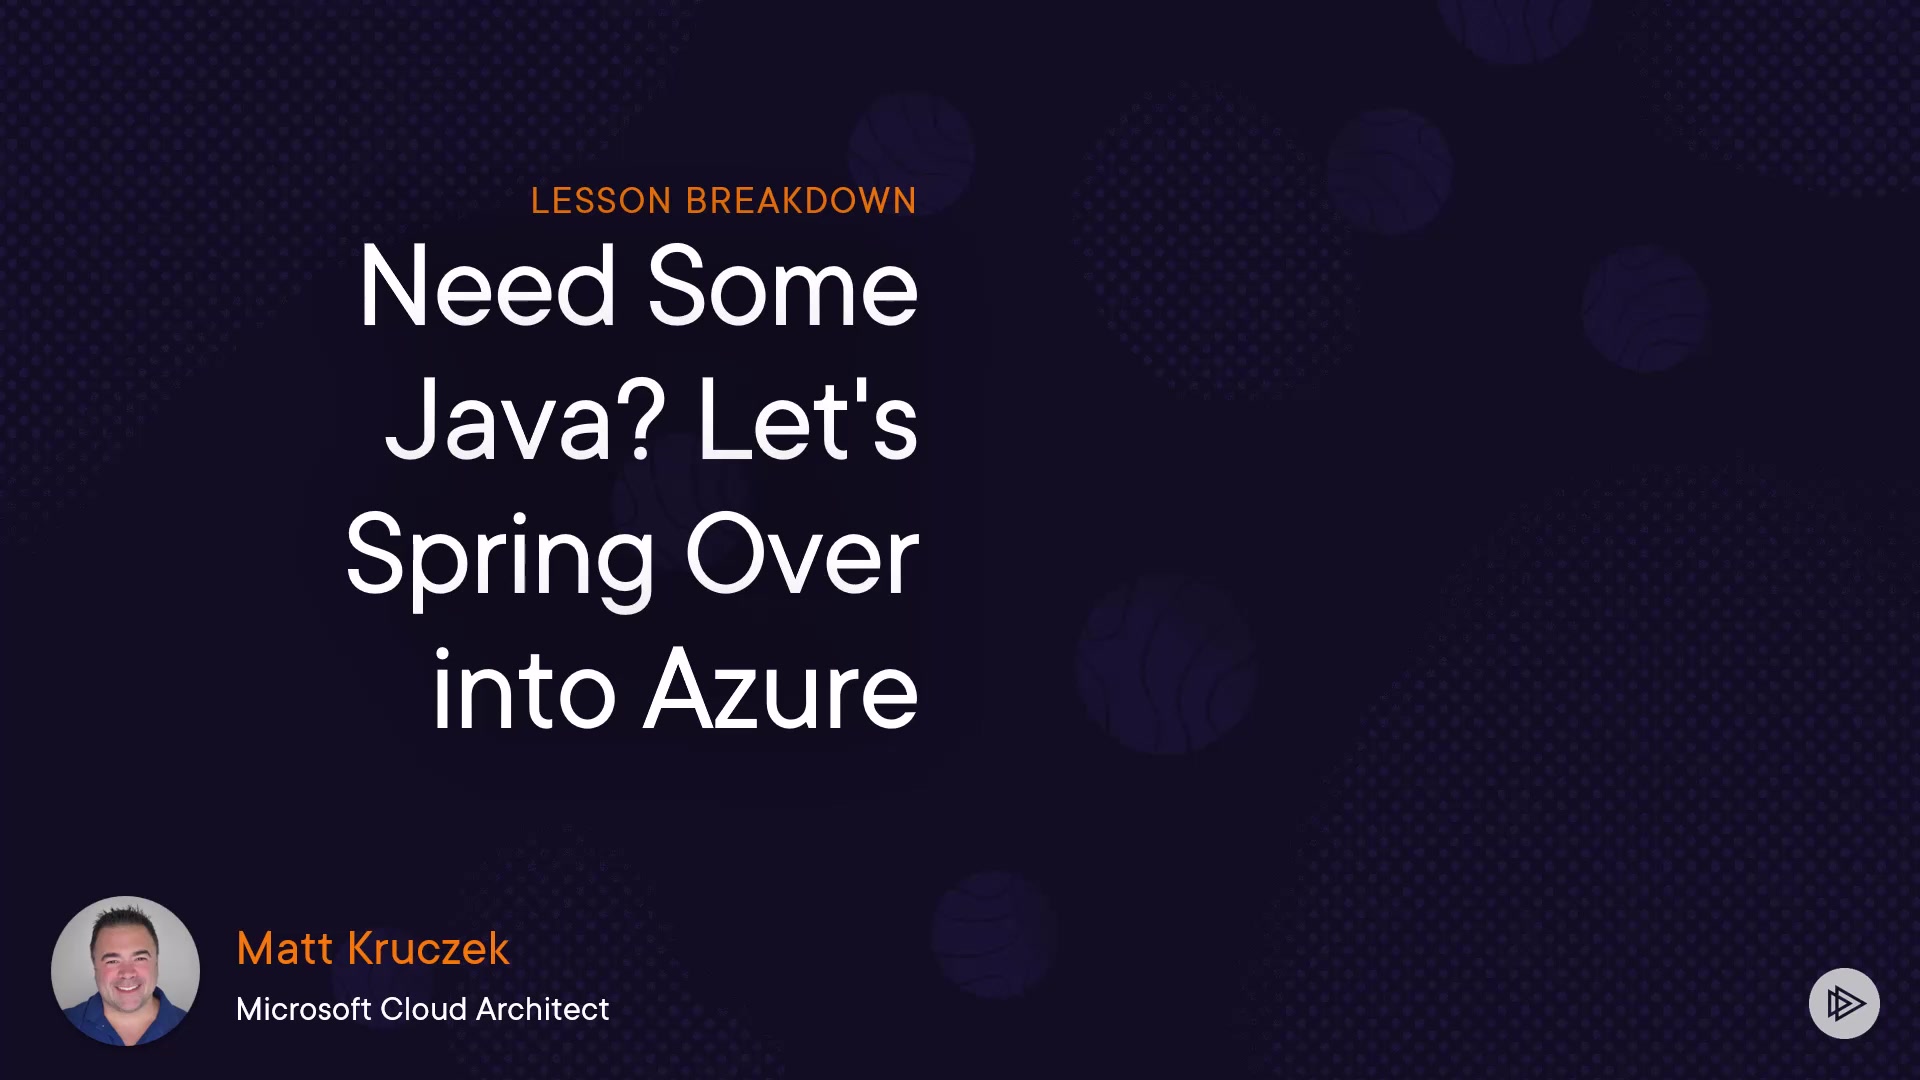 LESSON BREAKDOWN
Need Some
Java? Let's
Spring Over
into Azure
Matt Kruczek
Microsoft Cloud Architect